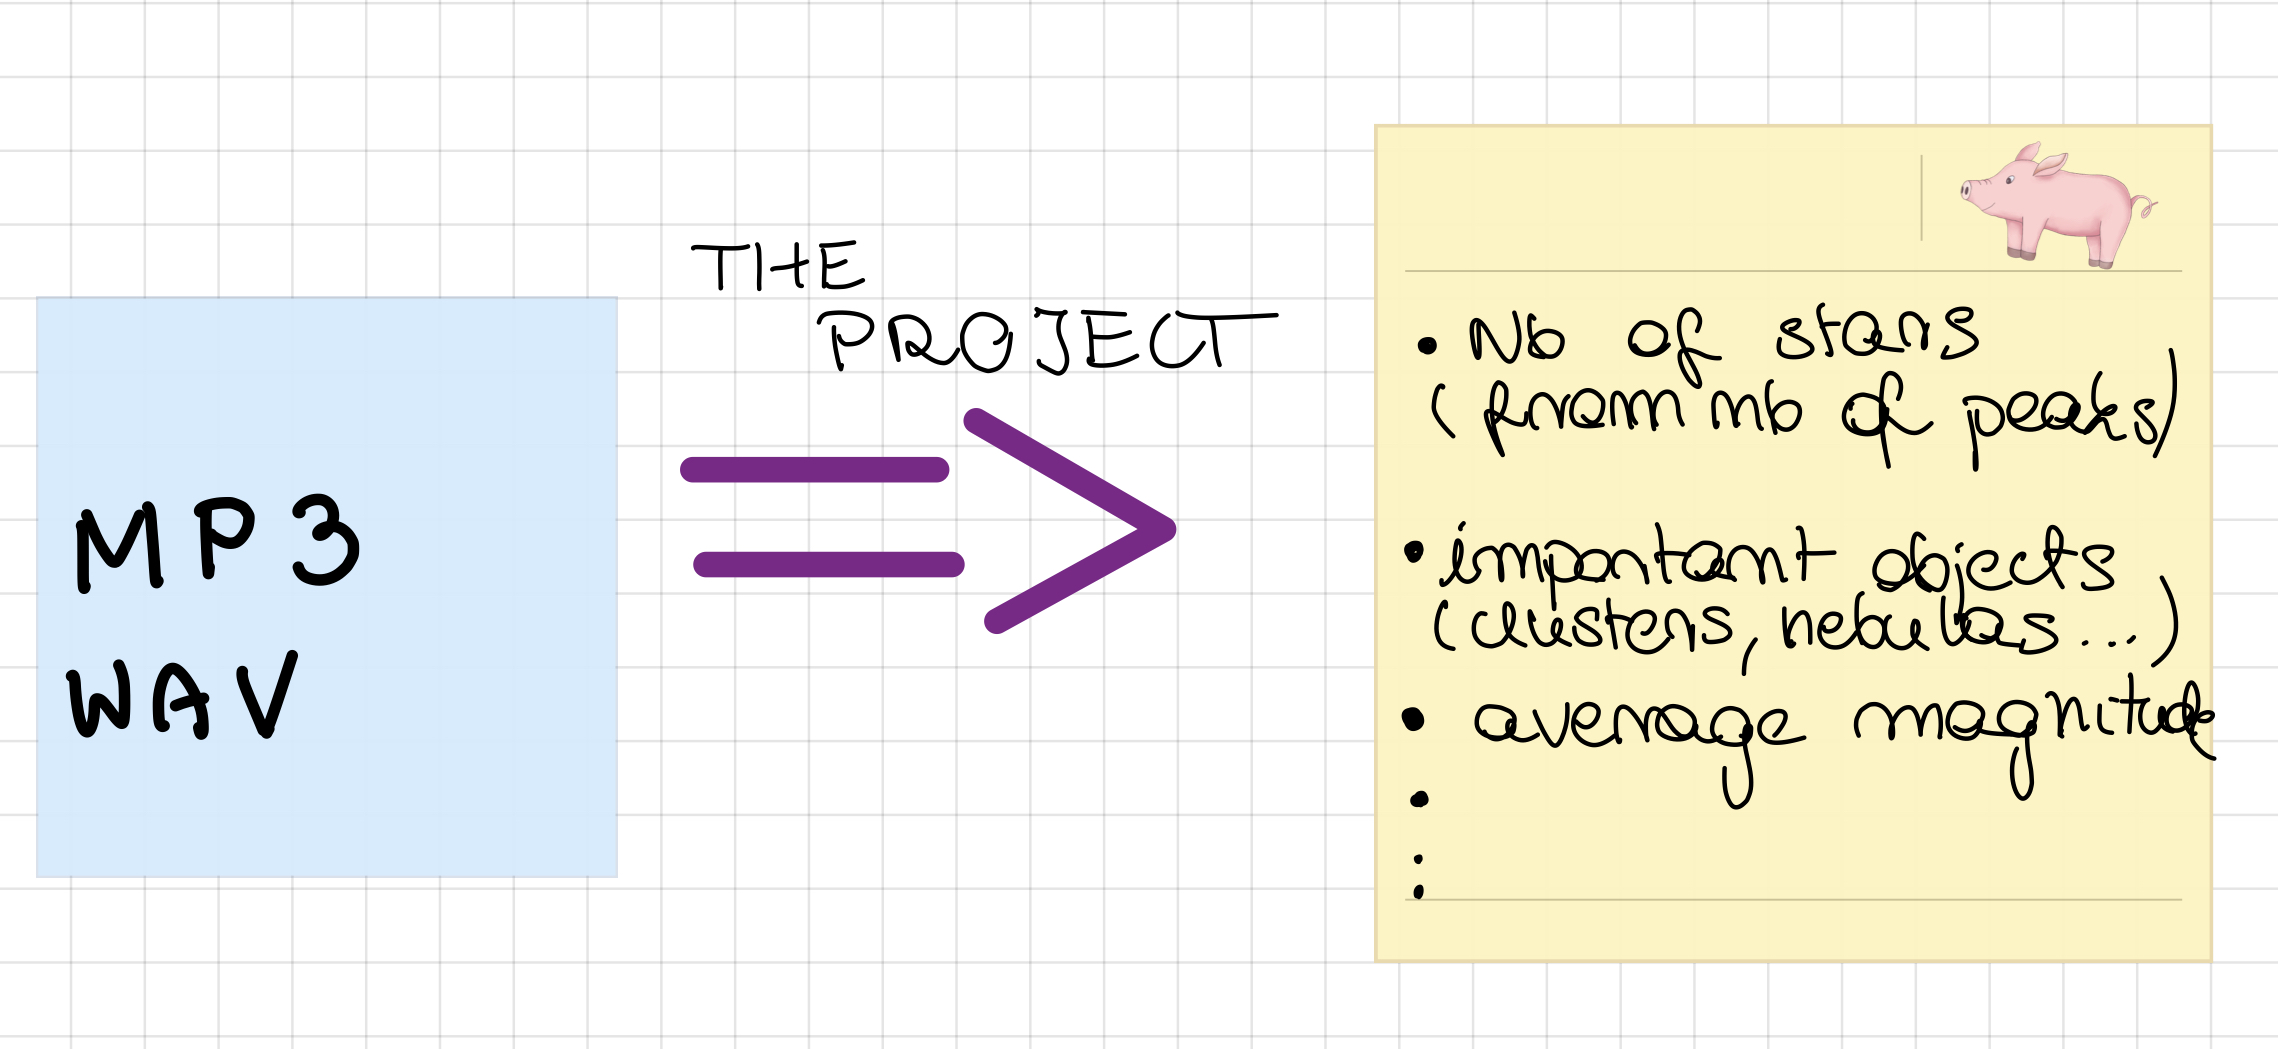 MP3
WAV
THE
PROJECT
• Nb of stars
(from nb of peaks)
• important objects
(clusters, nebulas...)
• average magnitude
•
: